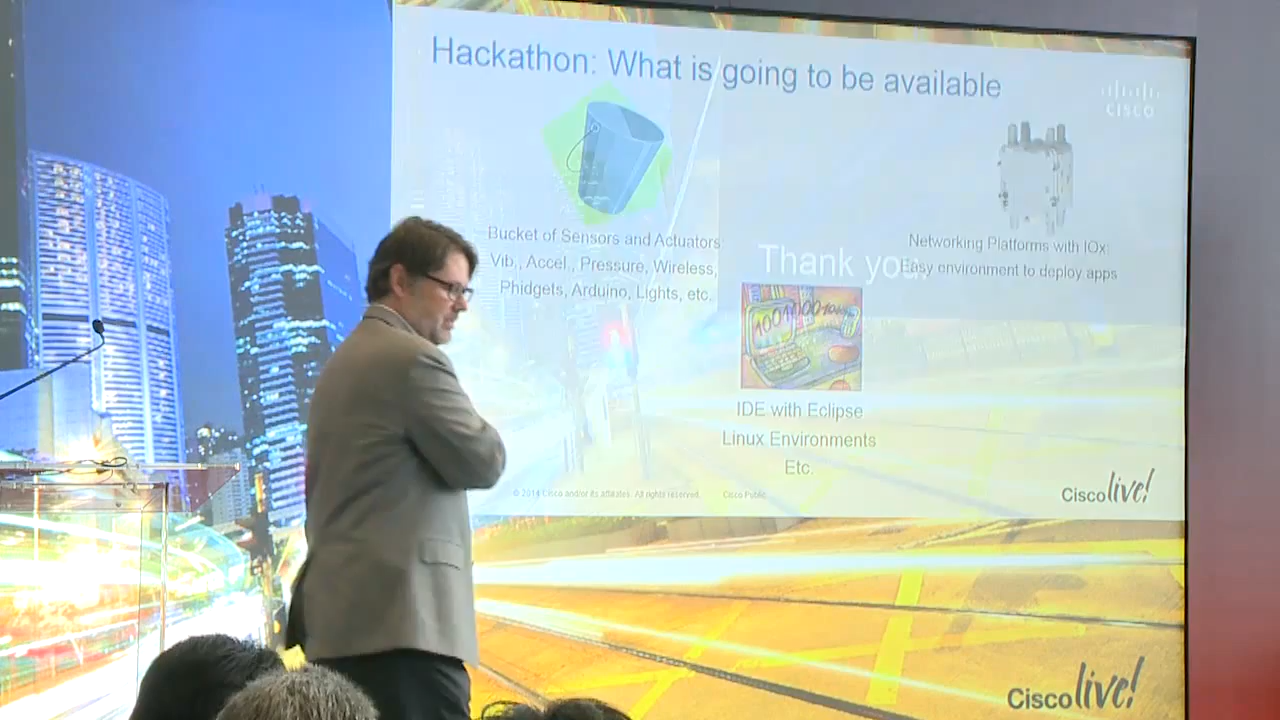 Hackathon: What is going to be available
CISCO
Bucket of Sensors and Actuators
Vib., Accel., Pressure, Wireless,
Phidgets, Arduino, Lights, etc.
Networking Platforms with IOx:
Easy environment to deploy apps
Thank you.
IDE with Eclipse
Linux Environments
Etc.
© 2014 Cisco and/or its affiliates. All rights reserved. Cisco Public
Cisco live!
Cisco live!